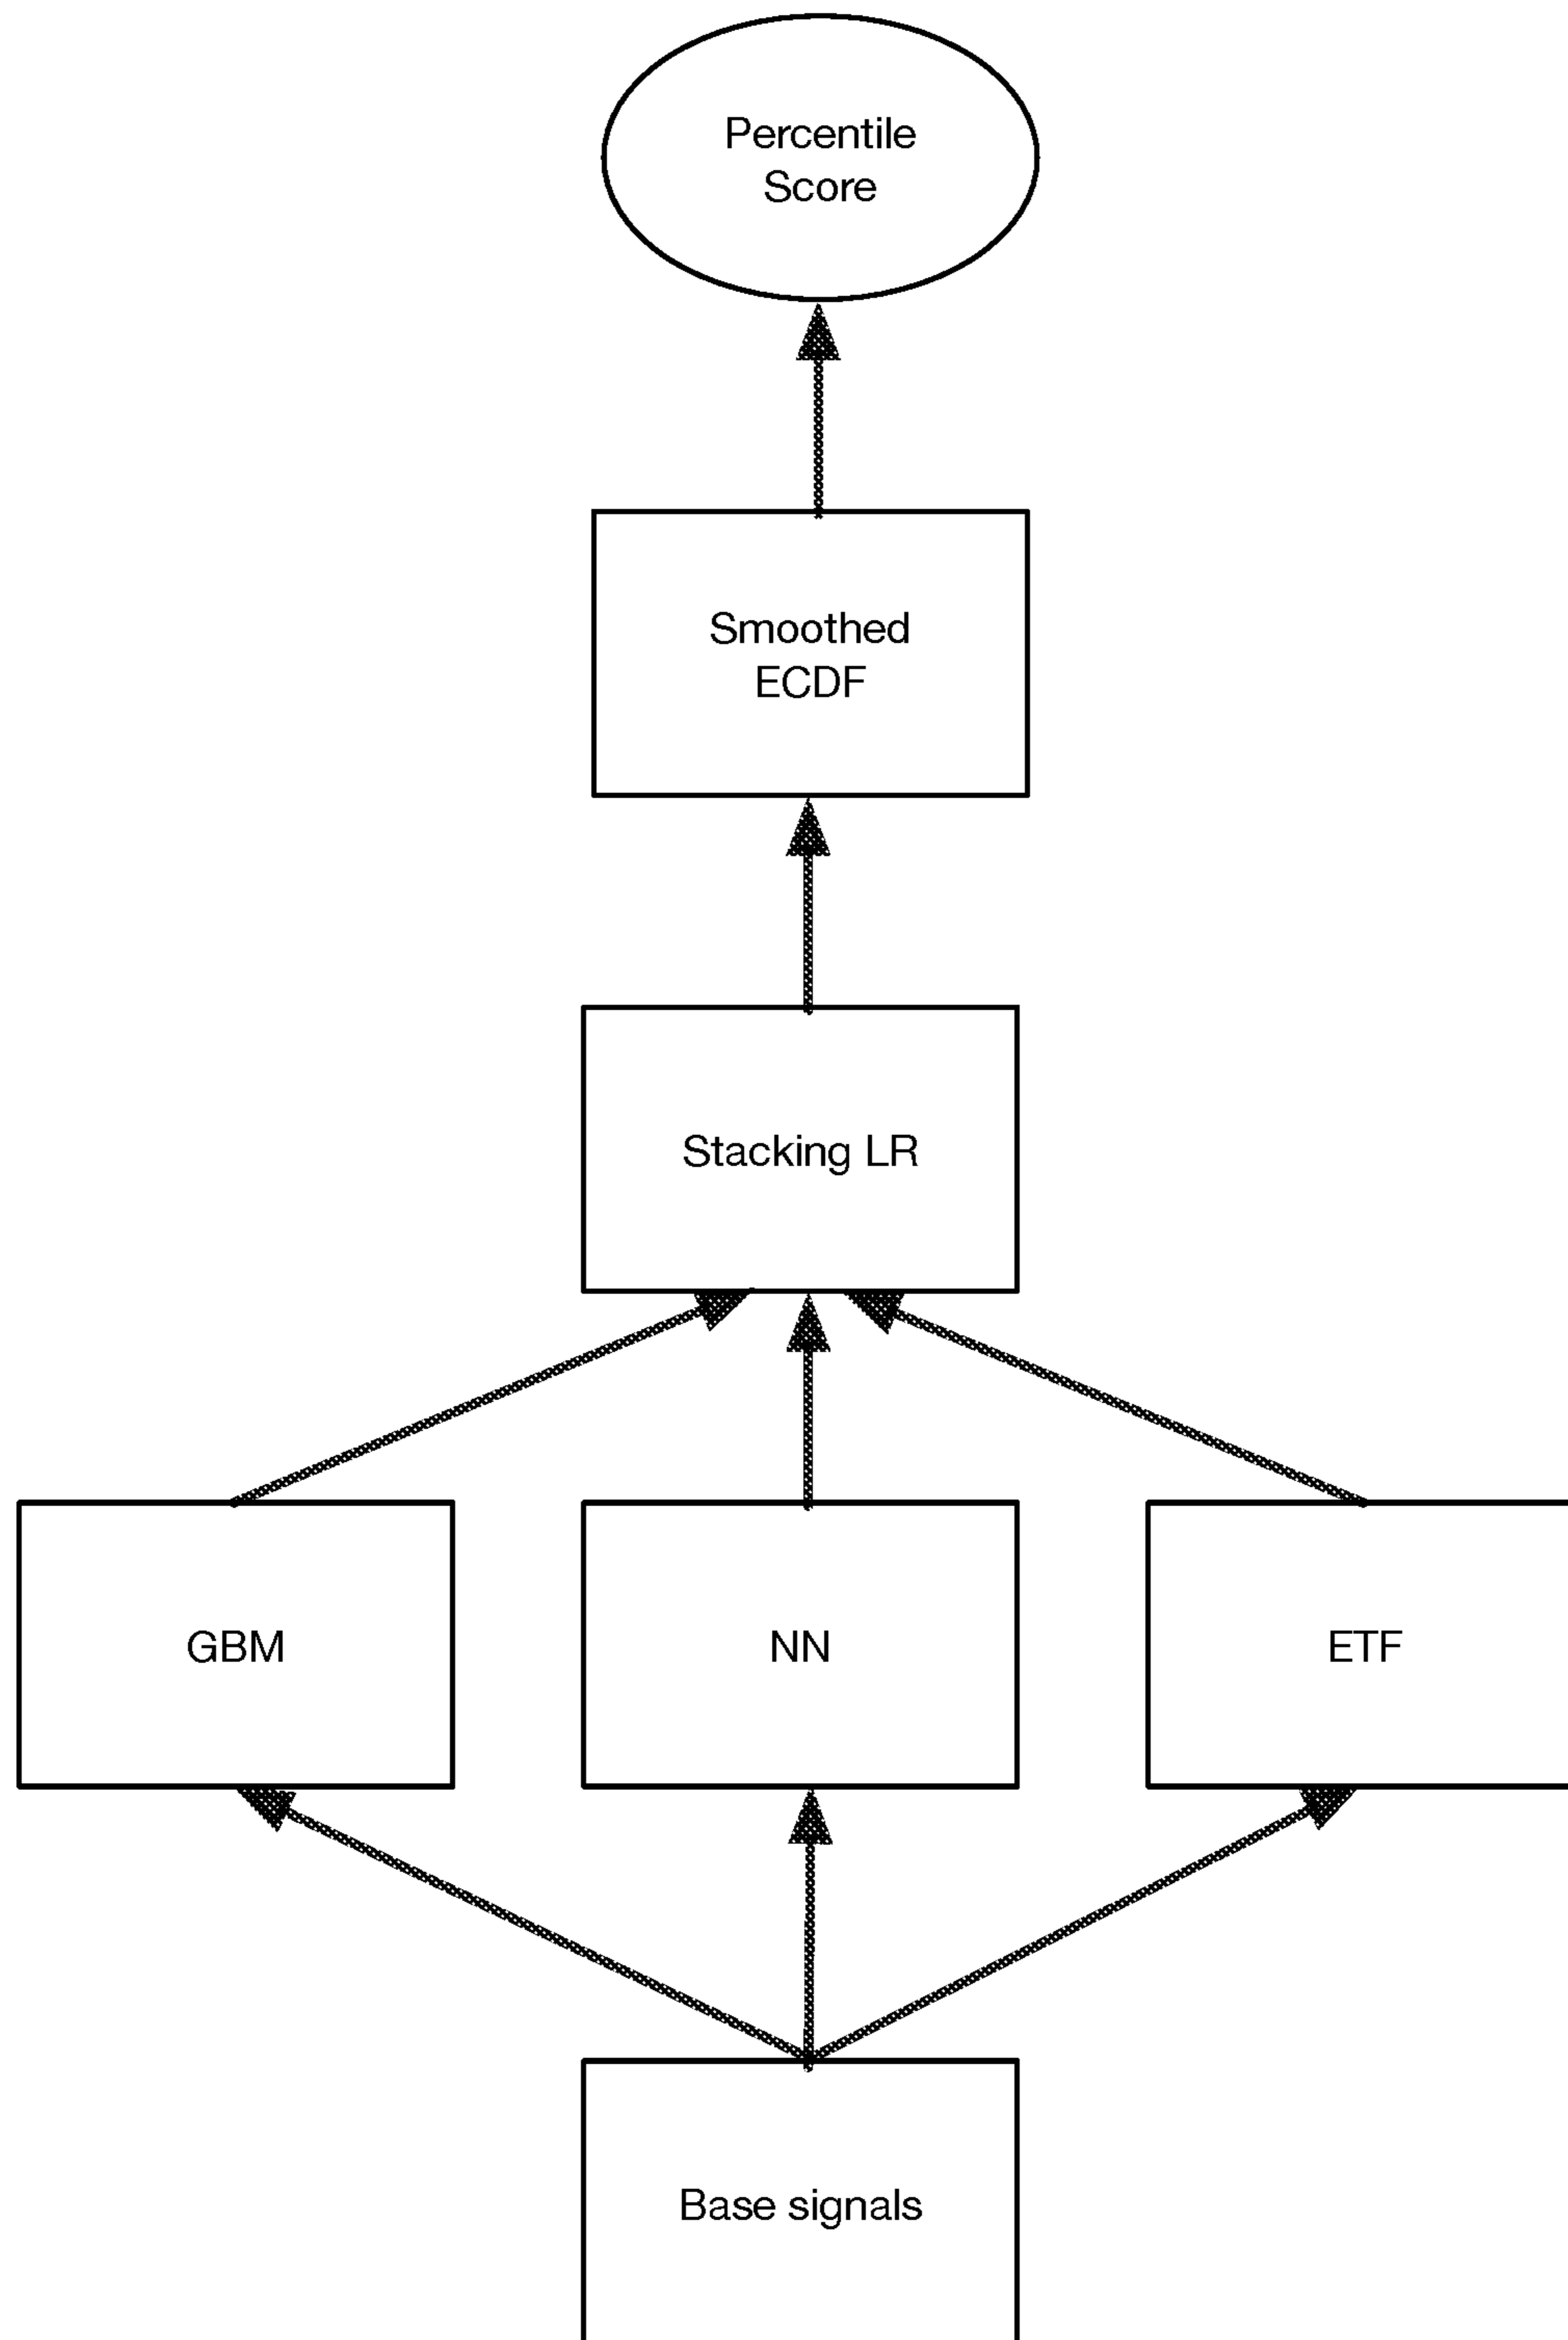 Percentile
Score
Smoothed
ECDF
Stacking LR
GBM
NN
ETF
Base signals